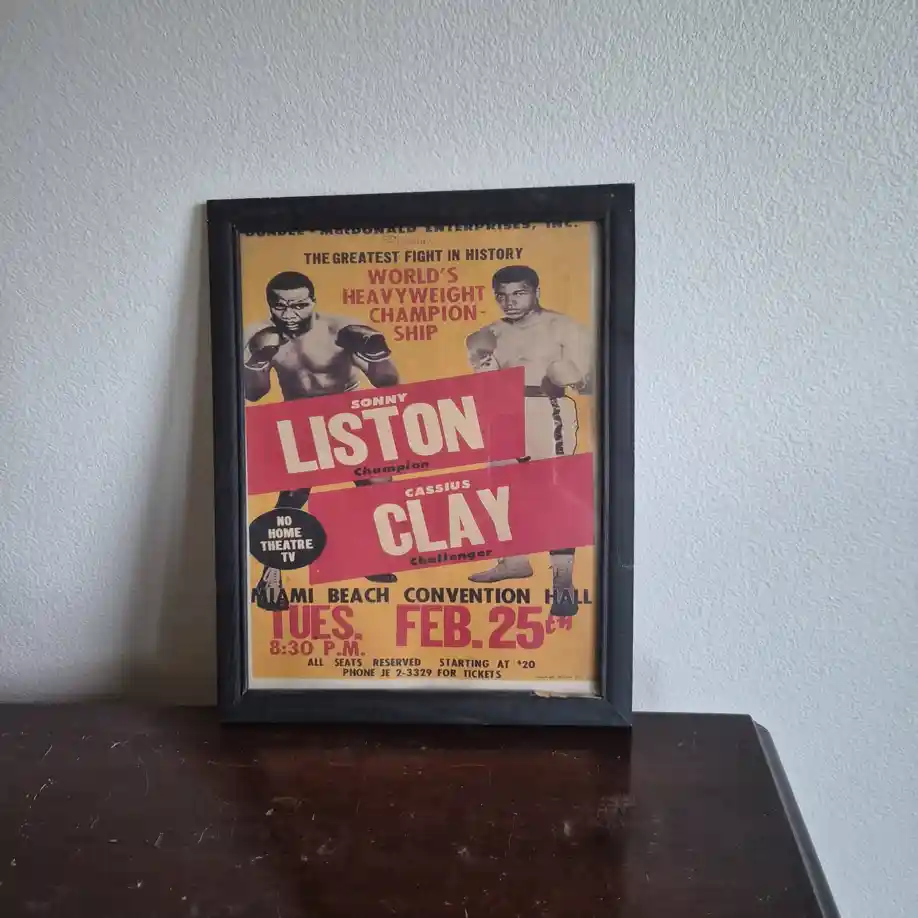 DUNDEE - MacDONALD ENTERPRISES, INC.
THE GREATEST FIGHT IN HISTORY
WORLD'S
HEAVYWEIGHT
CHAMPION-
SHIP
SONNY
LISTON
Champion
CASSIUS
CLAY
Challenger
NO
HOME
THEATRE
TV
MIAMI BEACH CONVENTION HALL
TUES. FEB. 25th
8:30 P.M.
ALL SEATS RESERVED STARTING AT $20
PHONE JE 2-3329 FOR TICKETS